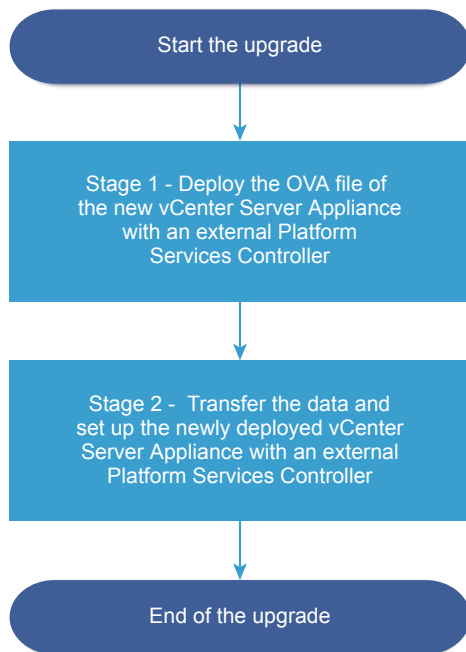 Start the upgrade
Stage 1 - Deploy the OVA file of
the new vCenter Server Appliance
with an external Platform
Services Controller
Stage 2 -  Transfer the data and
set up the newly deployed vCenter
Server Appliance with an external
Platform Services Controller
End of the upgrade